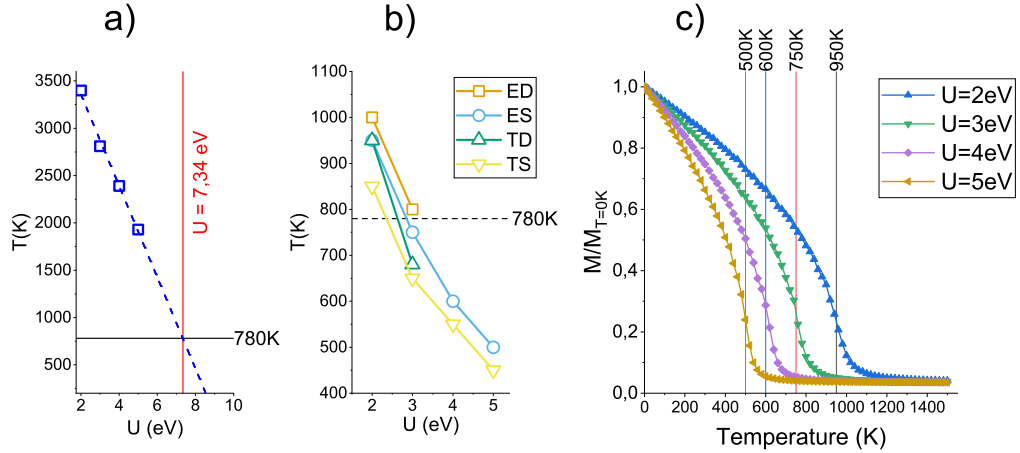 a)
3500
3000
2500
2000
1500
1000
500
T(K)
2
4
6
8
10
U (eV)
U = 7,34 eV
780K
b)
1100
1000
900
800
700
600
500
400
T(K)
1
2
3
4
5
U (eV)
ED
ES
TD
TS
780K
c)
500K
600K
750K
950K
1,0
0,8
0,6
0,4
0,2
0,0
M/M_T=0K
0
200
400
600
800
1000
1200
1400
Temperature (K)
U=2eV
U=3eV
U=4eV
U=5eV